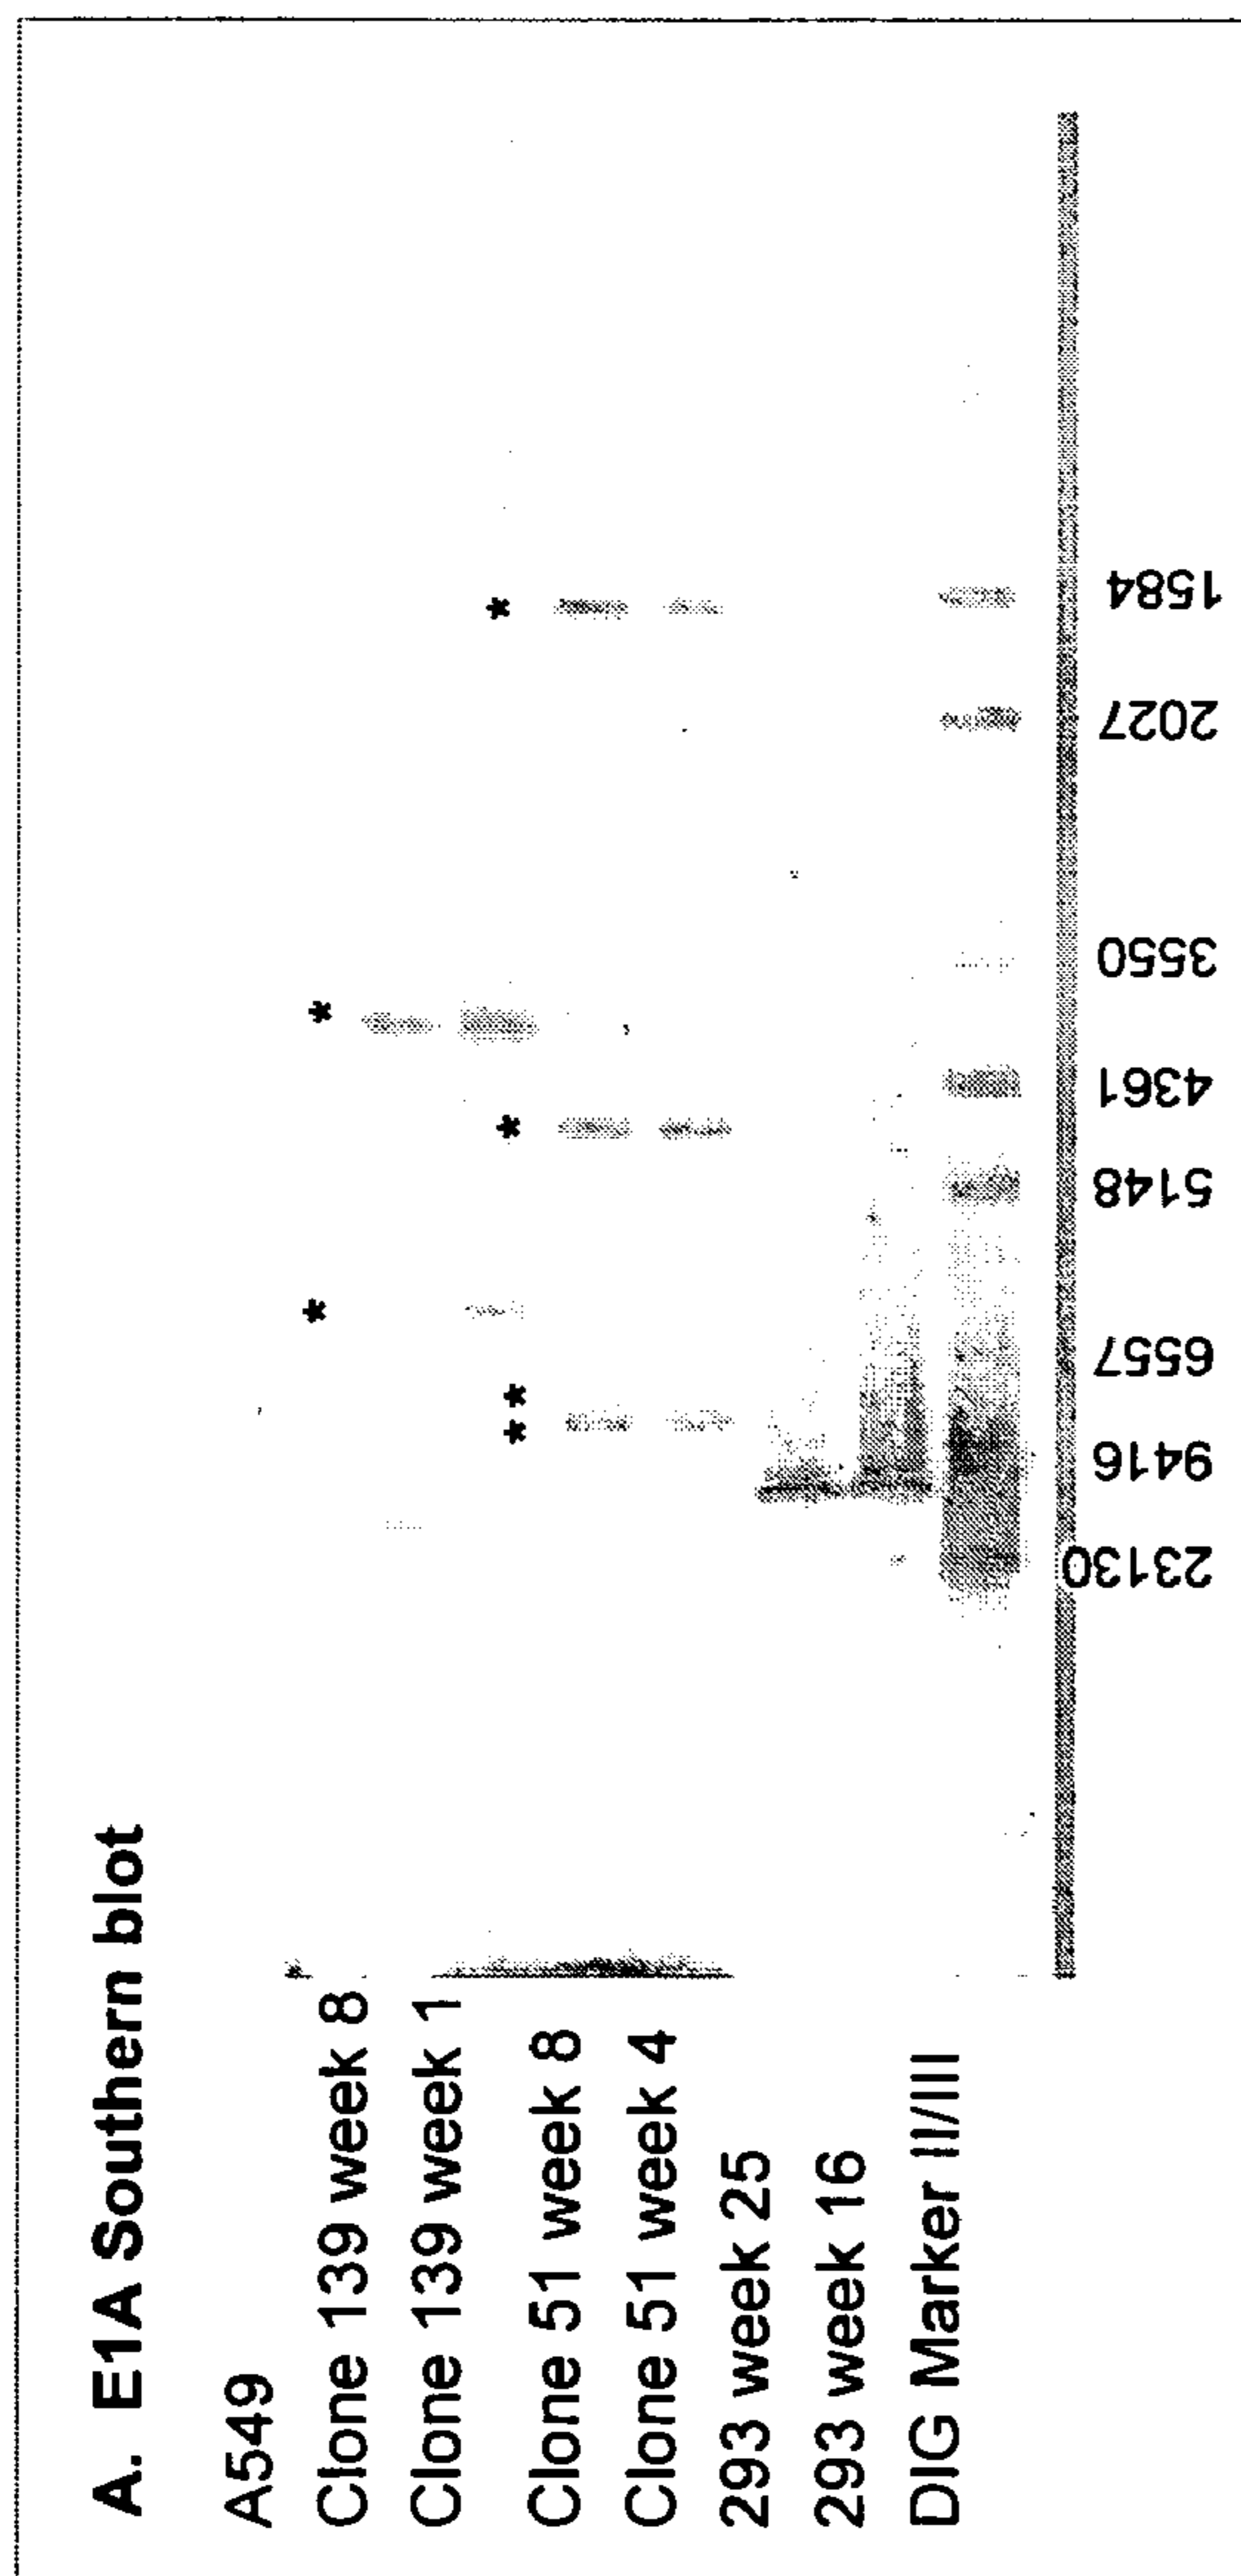 A. E1A Southern blot
A549
Clone 139 week 8
Clone 139 week 1
Clone 51 week 8
Clone 51 week 4
293 week 25
293 week 16
DIG Marker II/III
*
*
*
*
**
23130
9416
6557
5148
4361
3550
2027
1584